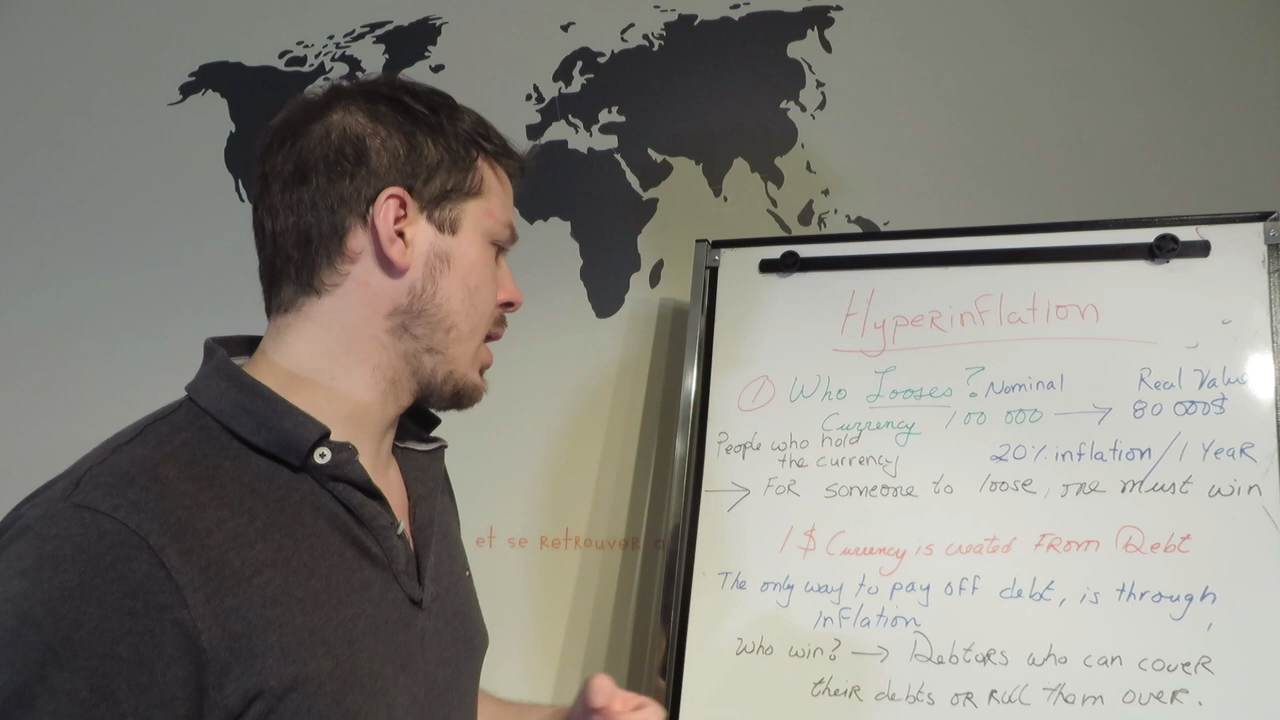 Hyperinflation
① Who Looses? Nominal Real Value
Currency 100 000 → 80 000$
People who hold
the currency
20% inflation/1 Year
→ For someone to loose, one must win
1$ Currency is created From Debt
The only way to pay off debt, is through
inflation
Who win? → Debtors who can cover
their debts or roll them over.
et se retrouver